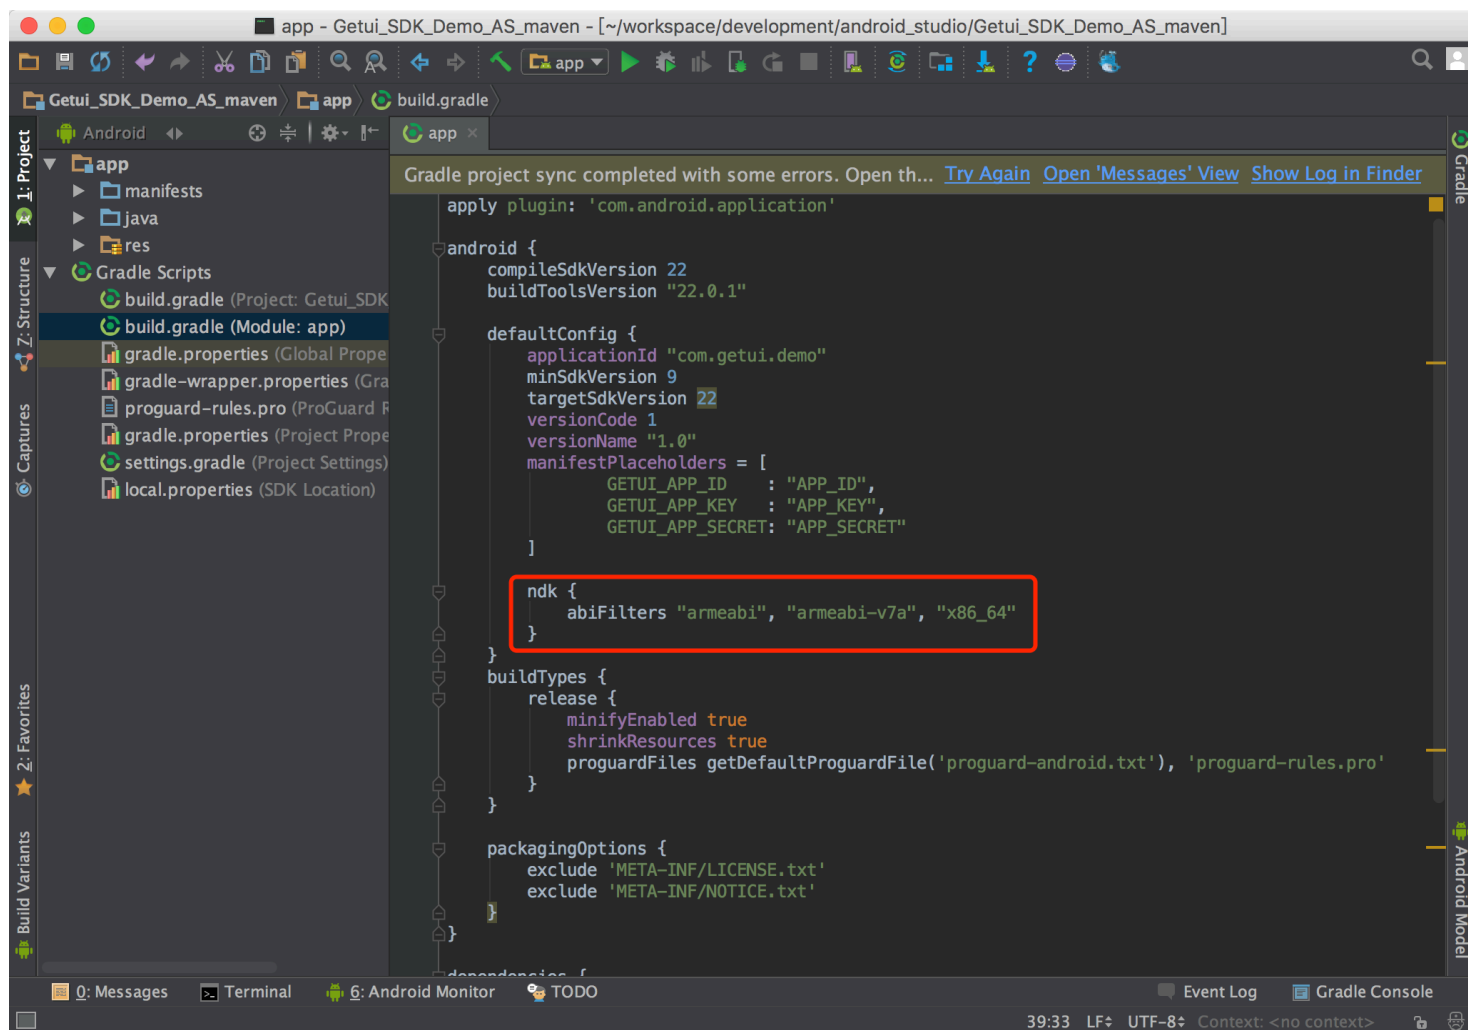 app - Getui_SDK_Demo_AS_maven - [~/workspace/development/android_studio/Getui_SDK_Demo_AS_maven]
app
Getui_SDK_Demo_AS_maven app build.gradle
Android
app
1: Project
Z: Structure
Captures
2: Favorites
Build Variants
app
manifests
java
res
Gradle Scripts
build.gradle (Project: Getui_SDK
build.gradle (Module: app)
gradle.properties (Global Prope
gradle-wrapper.properties (Gra
proguard-rules.pro (ProGuard R
gradle.properties (Project Prope
settings.gradle (Project Settings)
local.properties (SDK Location)
Gradle project sync completed with some errors. Open th... Try Again Open 'Messages' View Show Log in Finder
apply plugin: 'com.android.application'
android {
compileSdkVersion 22
buildToolsVersion "22.0.1"
defaultConfig {
applicationId "com.getui.demo"
minSdkVersion 9
targetSdkVersion 22
versionCode 1
versionName "1.0"
manifestPlaceholders = [
GETUI_APP_ID : "APP_ID",
GETUI_APP_KEY : "APP_KEY",
GETUI_APP_SECRET: "APP_SECRET"
]
ndk {
abiFilters "armeabi", "armeabi-v7a", "x86_64"
}
}
buildTypes {
release {
minifyEnabled true
shrinkResources true
proguardFiles getDefaultProguardFile('proguard-android.txt'), 'proguard-rules.pro'
}
}
packagingOptions {
exclude 'META-INF/LICENSE.txt'
exclude 'META-INF/NOTICE.txt'
}
}
dependencies {
Gradle
Android Model
0: Messages Terminal 6: Android Monitor TODO Event Log Gradle Console
39:33 LF UTF-8 Context: <no context>